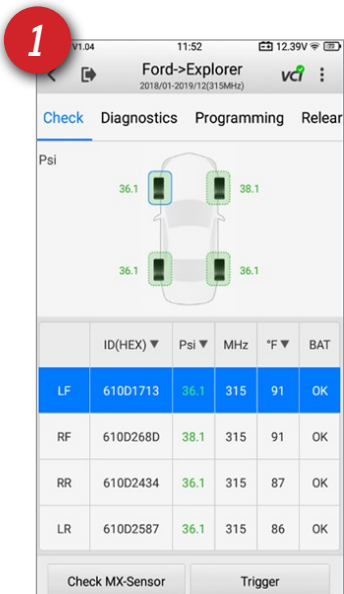 1
V1.04 11:52 12.39V
Ford->Explorer VCI
2018/01-2019/12(315MHz)
Check Diagnostics Programming Relear
Psi
36.1 38.1
36.1 36.1
ID(HEX) ▼ Psi ▼ MHz °F ▼ BAT
LF 610D1713 36.1 315 91 OK
RF 610D268D 38.1 315 91 OK
RR 610D2434 36.1 315 87 OK
LR 610D2587 36.1 315 86 OK
Check MX-Sensor Trigger